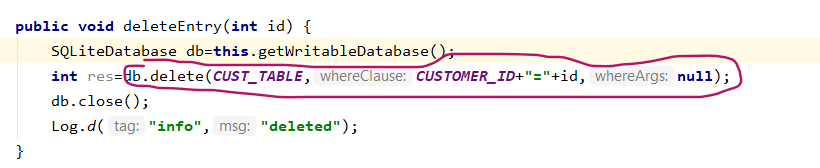 public void deleteEntry(int id) {
SQLiteDatabase db=this.getWritableDatabase();
int res=db.delete(CUST_TABLE, whereClause: CUSTOMER_ID+"="+id, whereArgs: null);
db.close();
Log.d( tag: "info", msg: "deleted");
}